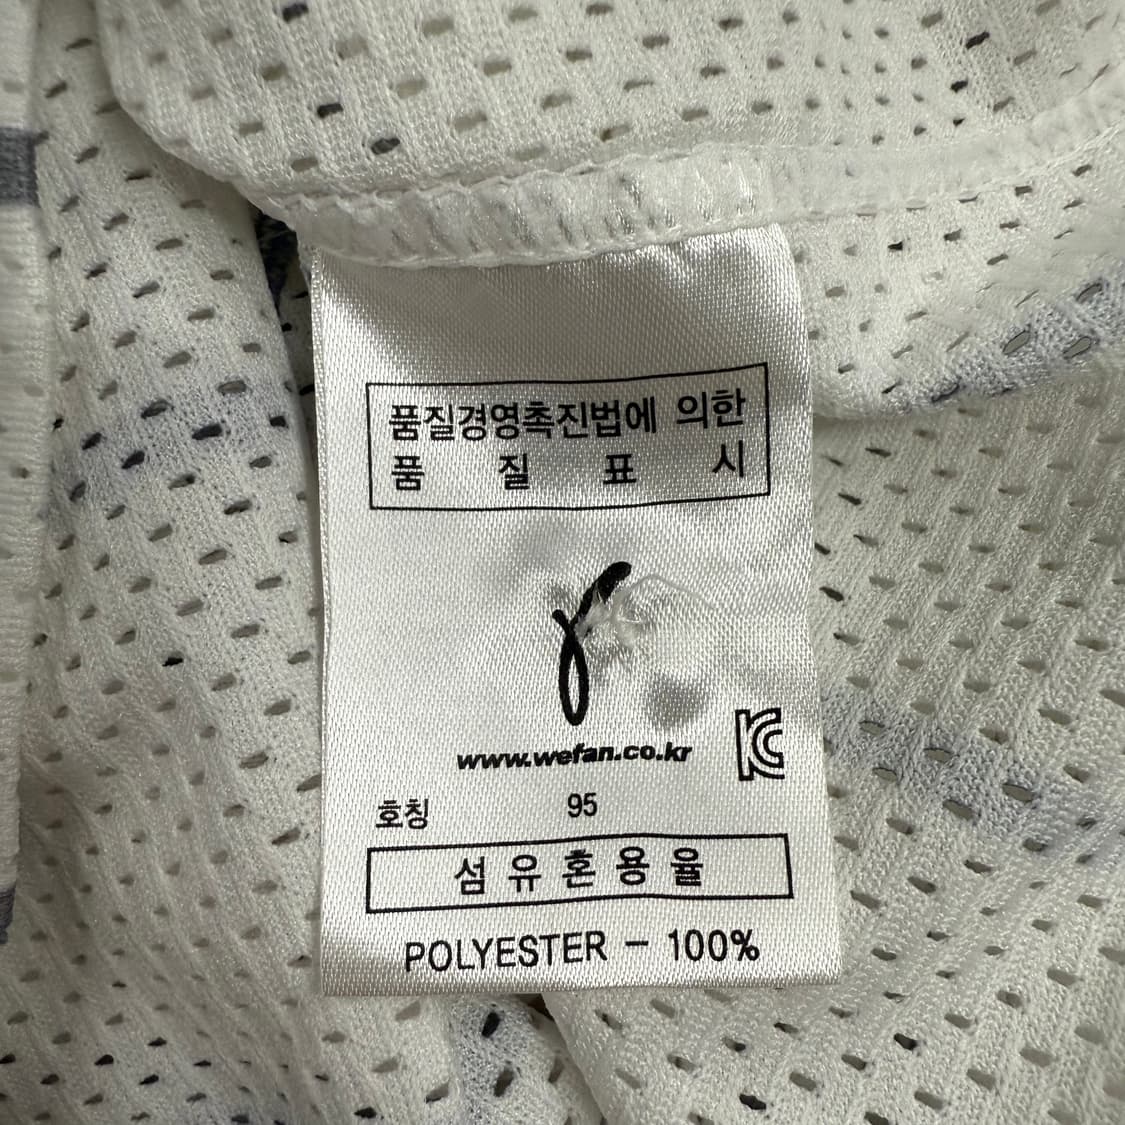 품질경영촉진법에 의한
품 질 표 시
www.wefan.co.kr
KC
호칭 95
섬유혼용율
POLYESTER - 100%